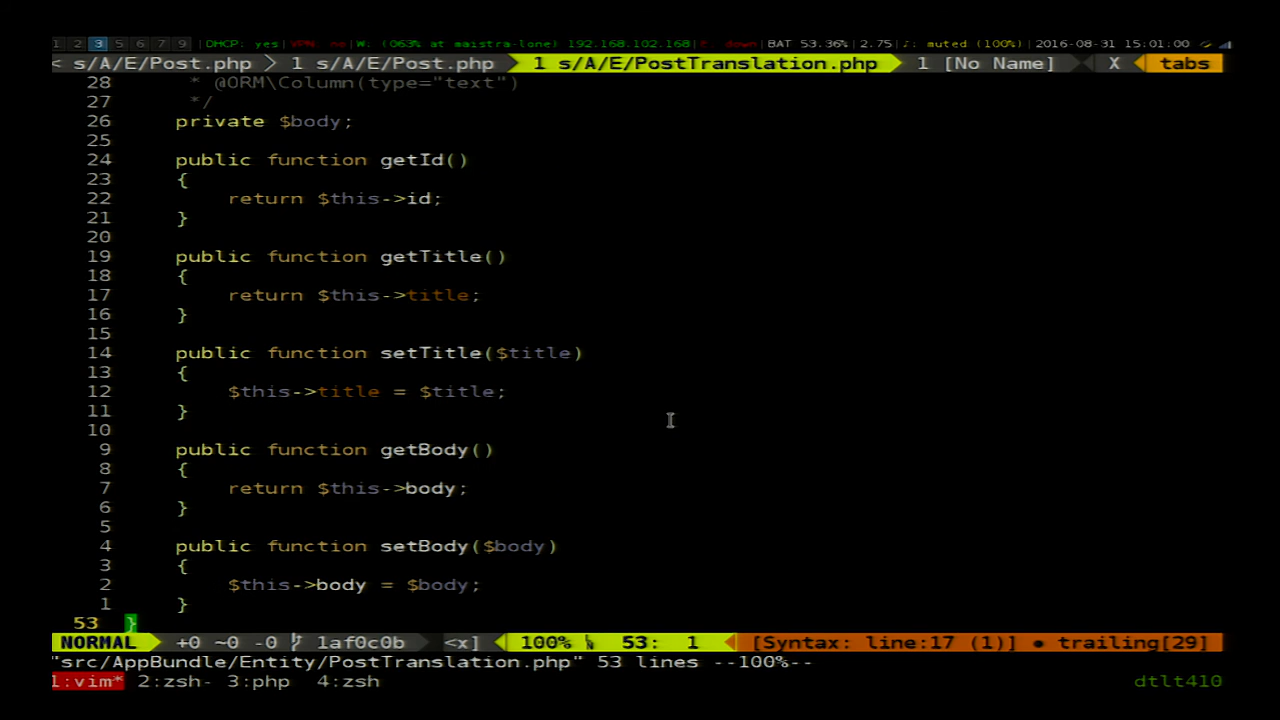 1 2 3 5 6 7 9 |DHCP: yes|VPN: no|W: (063% at maistra-lone) 192.168.102.168| down|BAT 53.36%|2.75|♪: muted (100%)|2016-08-31 15:01:00
< s/A/E/Post.php > 1 s/A/E/Post.php 1 s/A/E/PostTranslation.php 1 [No Name] X tabs
28 * @ORM\Column(type="text")
27 */
26 private $body;
25
24 public function getId()
23 {
22 return $this->id;
21 }
20
19 public function getTitle()
18 {
17 return $this->title;
16 }
15
14 public function setTitle($title)
13 {
12 $this->title = $title;
11 }
10
9 public function getBody()
8 {
7 return $this->body;
6 }
5
4 public function setBody($body)
3 {
2 $this->body = $body;
1 }
53 }
NORMAL +0 ~0 -0 1af0c0b <x] 100% 53: 1 [Syntax: line:17 (1)] • trailing[29]
"src/AppBundle/Entity/PostTranslation.php" 53 lines --100%--
1:vim* 2:zsh- 3:php 4:zsh dtlt410